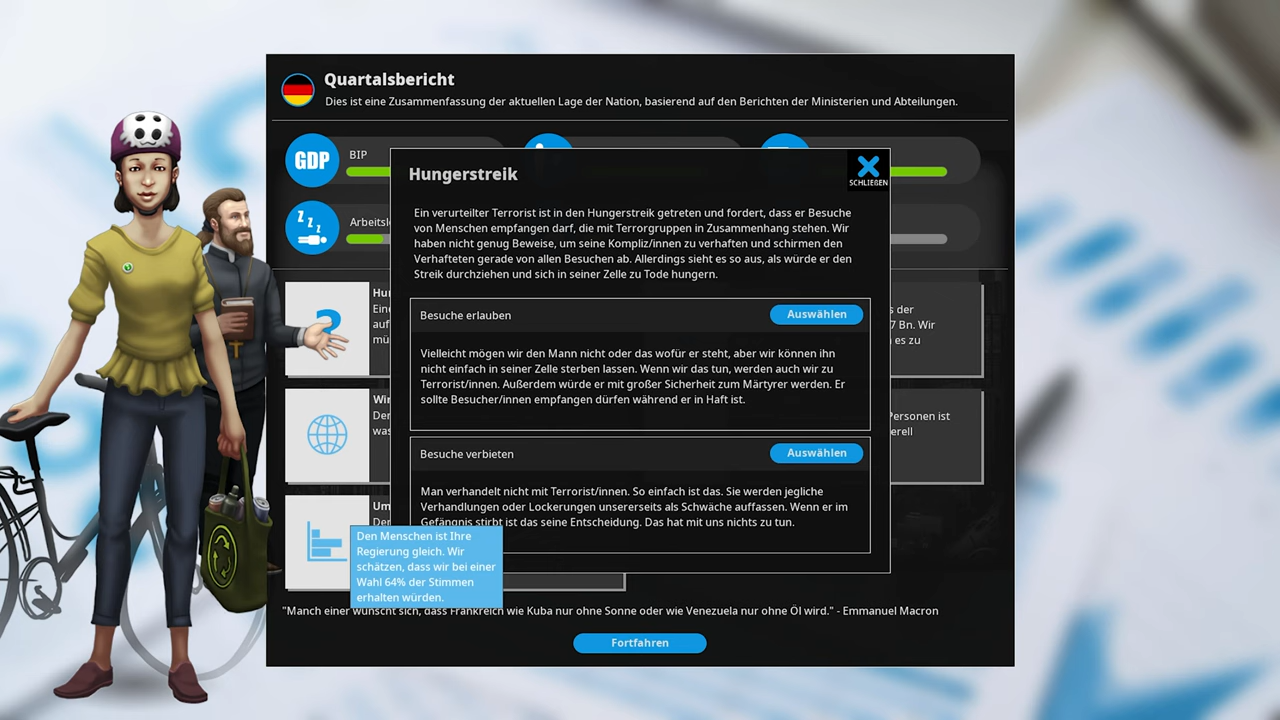 Quartalsbericht
Dies ist eine Zusammenfassung der aktuellen Lage der Nation, basierend auf den Berichten der Ministerien und Abteilungen.
GDP
BIP
Hungerstreik
SCHLIEẞEN
Ein verurteilter Terrorist ist in den Hungerstreik getreten und fordert, dass er Besuche
von Menschen empfangen darf, die mit Terrorgruppen in Zusammenhang stehen. Wir
haben nicht genug Beweise, um seine Kompliz/innen zu verhaften und schirmen den
Verhafteten gerade von allen Besuchen ab. Allerdings sieht es so aus, als würde er den
Streik durchziehen und sich in seiner Zelle zu Tode hungern.
Z Z Z
Besuche erlauben
Auswählen
Vielleicht mögen wir den Mann nicht oder das wofür er steht, aber wir können ihn
nicht einfach in seiner Zelle sterben lassen. Wenn wir das tun, werden auch wir zu
Terrorist/innen. Außerdem würde er mit großer Sicherheit zum Märtyrer werden. Er
sollte Besucher/innen empfangen dürfen während er in Haft ist.
der
Bn. Wir
es zu
Besuche verbieten
Auswählen
Man verhandelt nicht mit Terrorist/innen. So einfach ist das. Sie werden jegliche
Verhandlungen oder Lockerungen unsererseits als Schwäche auffassen. Wenn er im
Gefängnis stirbt ist das seine Entscheidung. Das hat mit uns nichts zu tun.
Personen ist
Den Menschen ist Ihre
Regierung gleich. Wir
schätzen, dass wir bei einer
Wahl 64% der Stimmen
erhalten würden.
"Manch einer wünscht sich, dass Frankreich wie Kuba nur ohne Sonne oder wie Venezuela nur ohne Öl wird." - Emmanuel Macron
Fortfahren